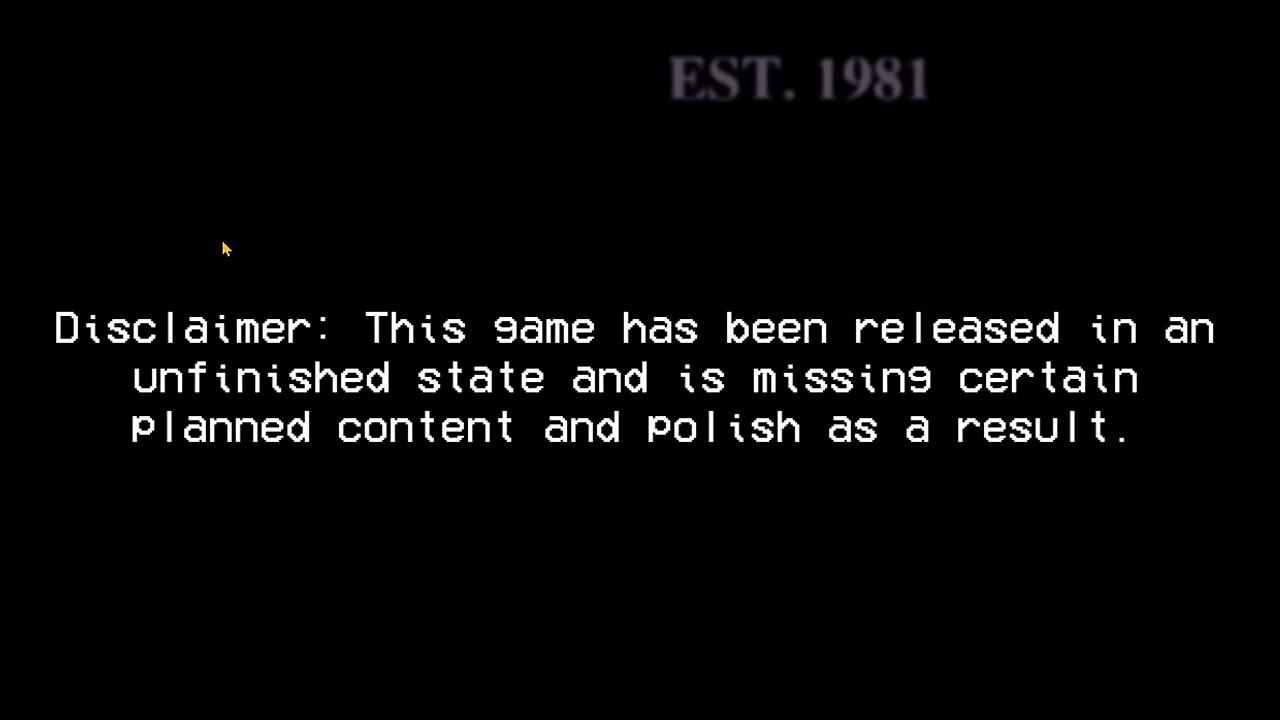 EST. 1981
Disclaimer: This game has been released in an
unfinished state and is missing certain
planned content and polish as a result.